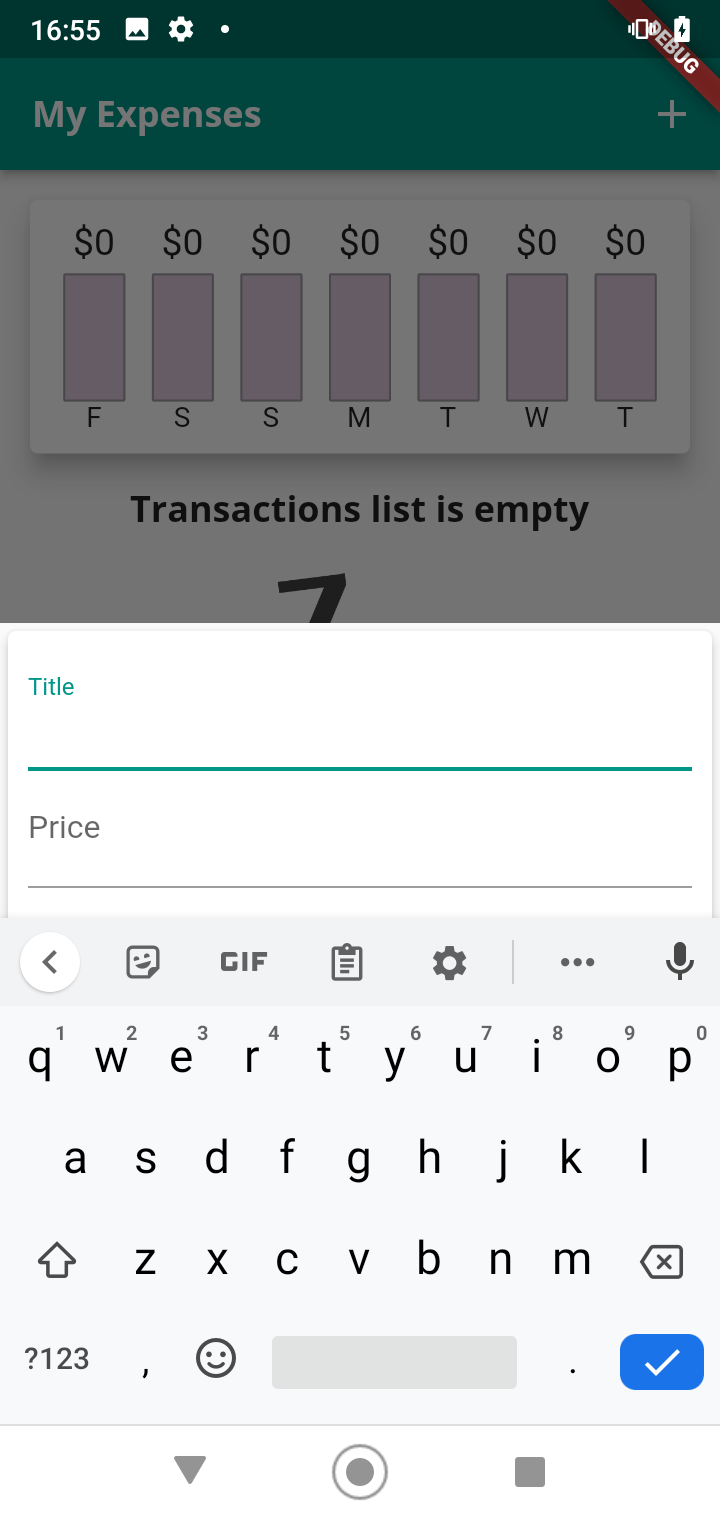 16:55
DEBUG
My Expenses
$0 $0 $0 $0 $0 $0 $0
F S S M T W T
Transactions list is empty
Title
Price
GIF
1 2 3 4 5 6 7 8 9 0
q w e r t y u i o p
a s d f g h j k l
z x c v b n m
?123 , .